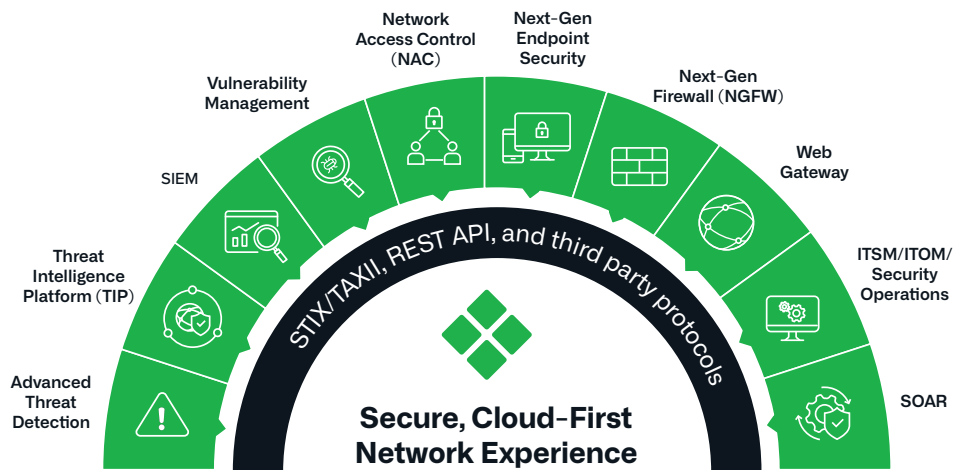 Network
Access Control
(NAC)
Next-Gen
Endpoint
Security
Vulnerability
Management
Next-Gen
Firewall (NGFW)
SIEM
Web
Gateway
Threat
Intelligence
Platform (TIP)
ITSM/ITOM/
Security
Operations
Advanced
Threat
Detection
SOAR
STIX/TAXII, REST API, and third party protocols
Secure, Cloud-First
Network Experience